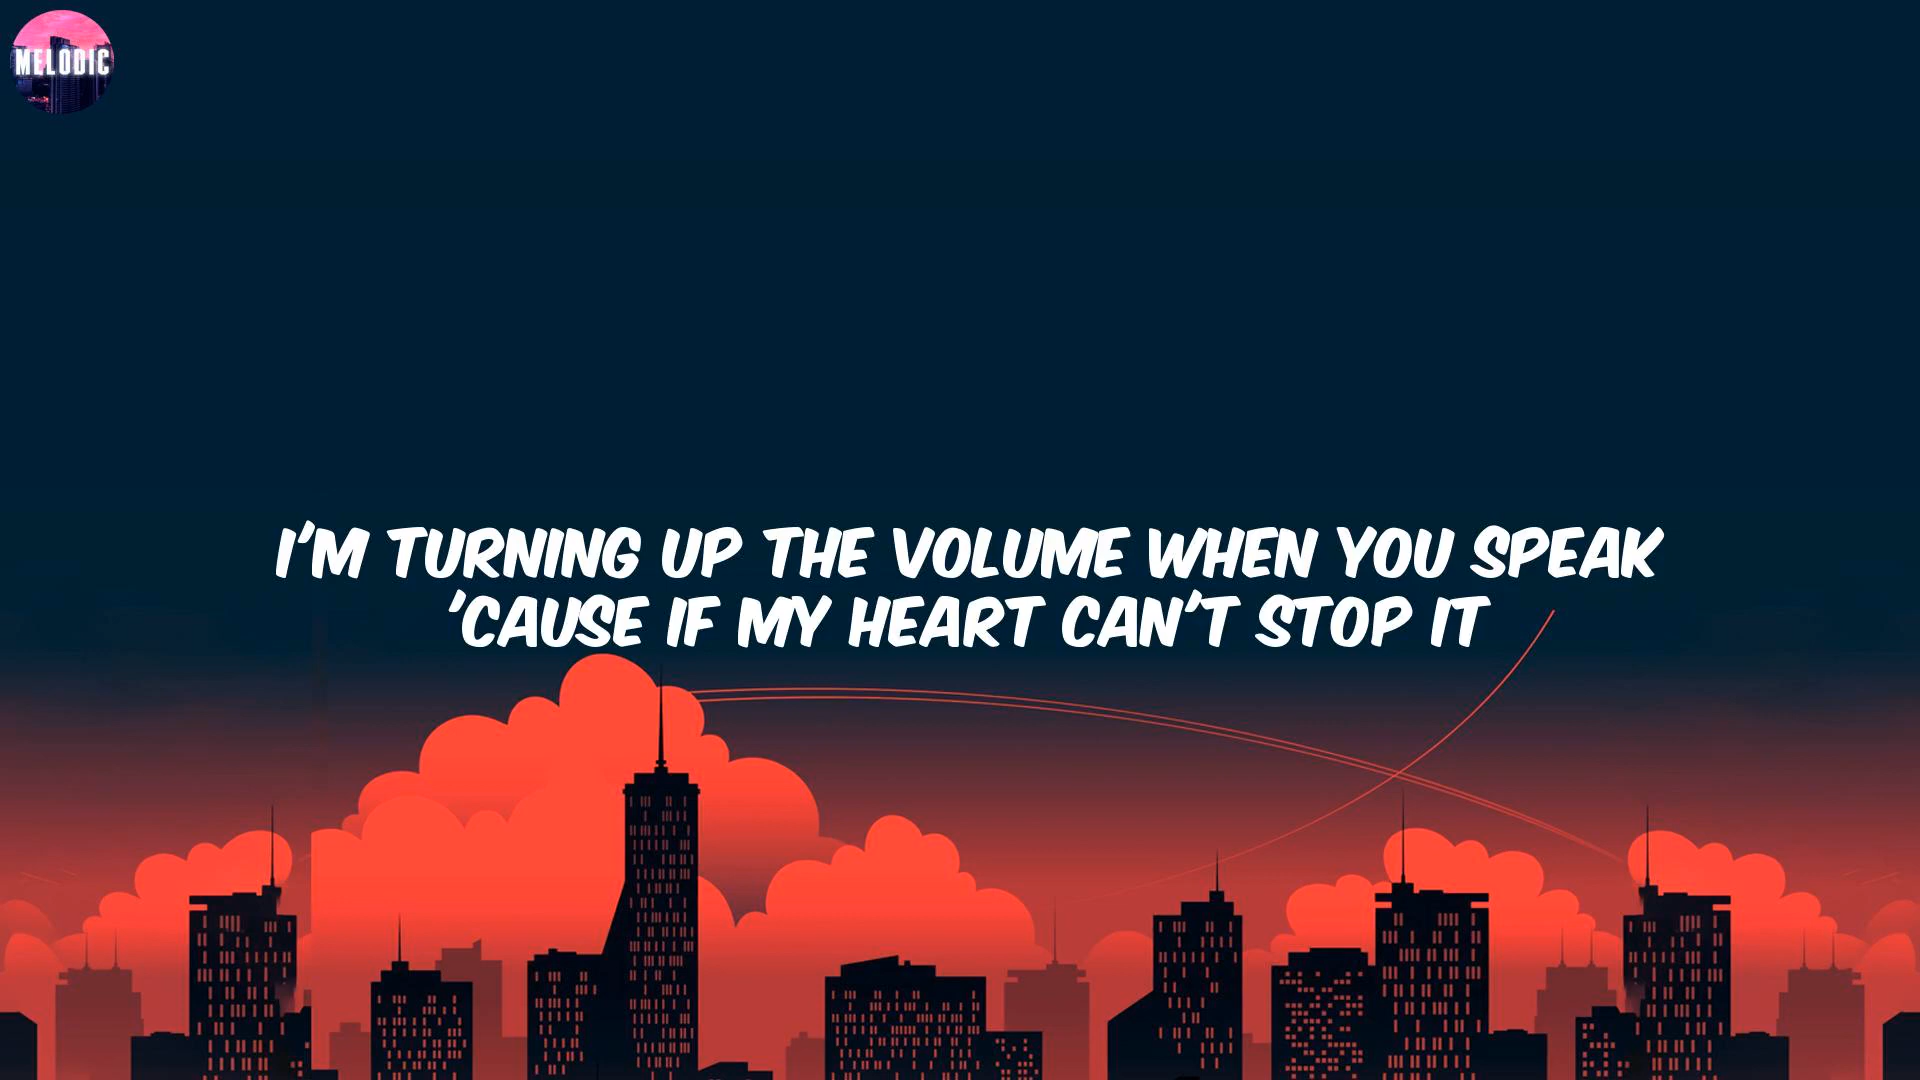 MELODIC
I'M TURNING UP THE VOLUME WHEN YOU SPEAK
'CAUSE IF MY HEART CAN'T STOP IT